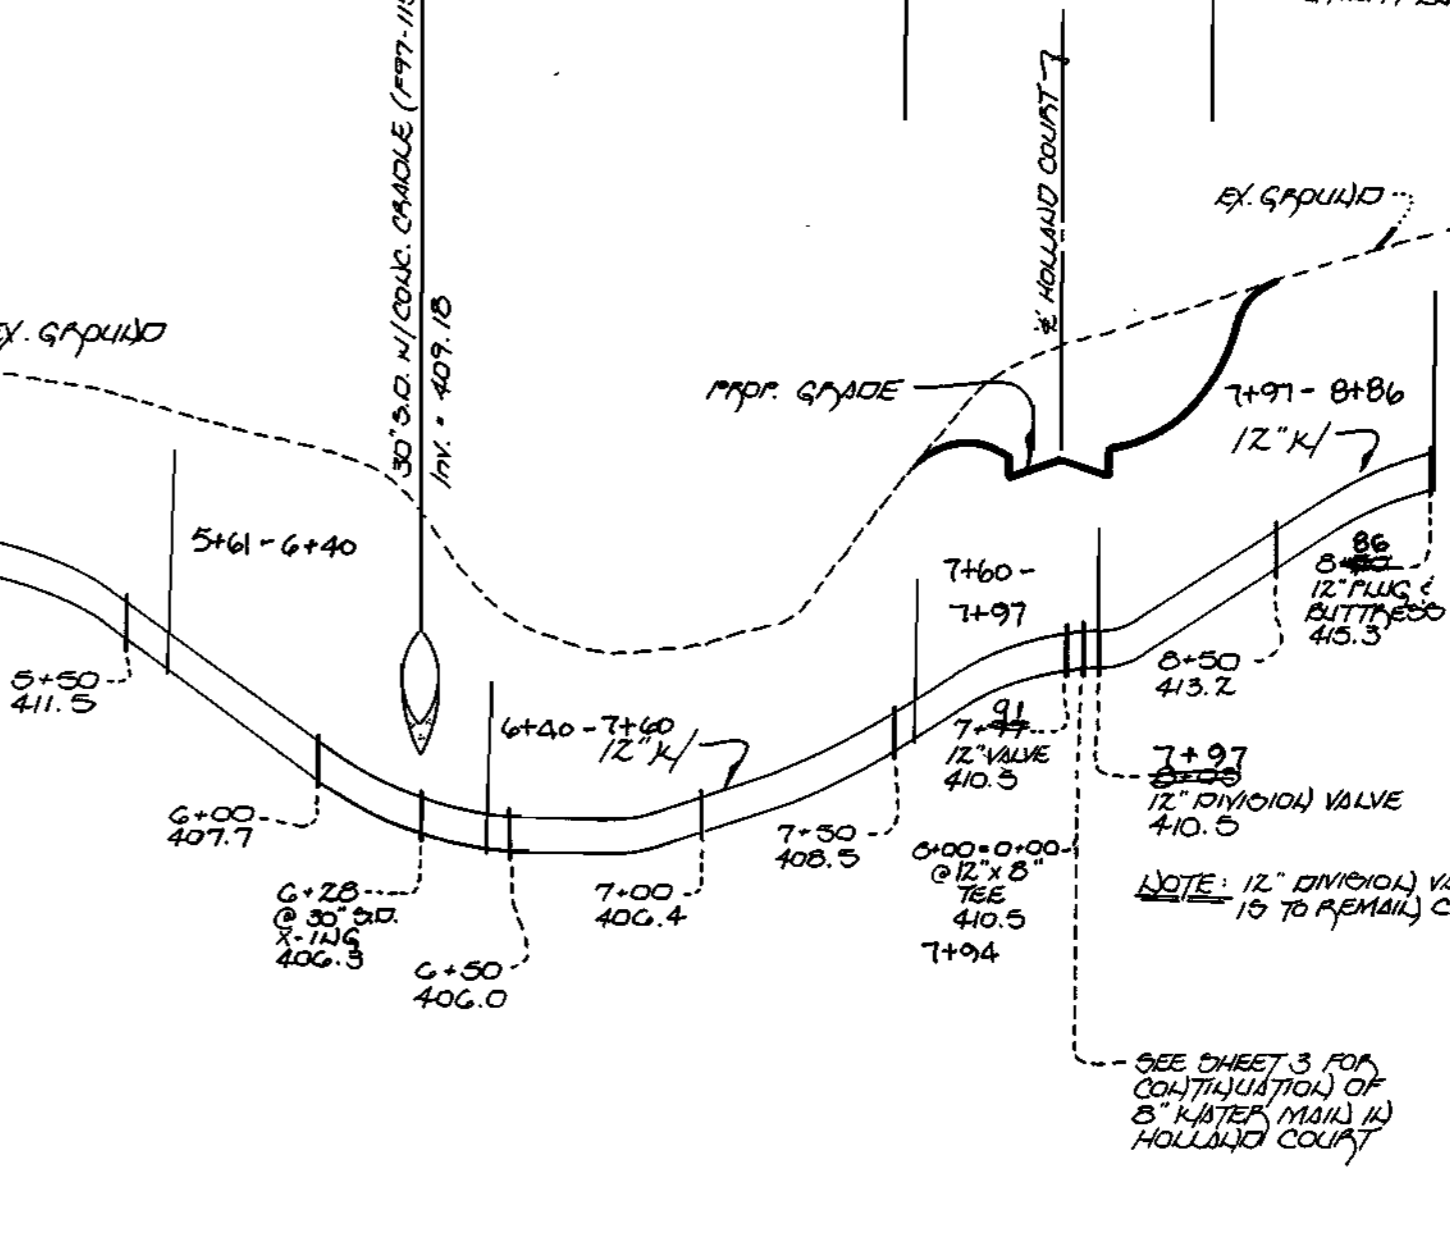 30" S.D. W/CONC. CRADLE (F97-115
Inv. = 409.18
℄ HOLLAND COURT
EX. GROUND
EX. GROUND
PROP. GRADE
7+97 - 8+86
12" W
5+61 - 6+40
7+60 -
7+97
86
12" PLUG &
BUTTRESS
415.3
5+50
411.5
8+50
413.2
6+40 - 7+60
12" W
91
12" VALVE
410.5
7+97
8+03
12" DIVISION VALVE
410.5
6+00
407.7
7+50
408.5
8+00=0+00
@ 12" x 8"
TEE
410.5
7+94
NOTE: 12" DIVISION VA
IS TO REMAIN C
6+28
@ 30" S.D.
X-ING
406.3
7+00
406.4
6+50
406.0
SEE SHEET 3 FOR
CONTINUATION OF
8" WATER MAIN IN
HOLLAND COURT